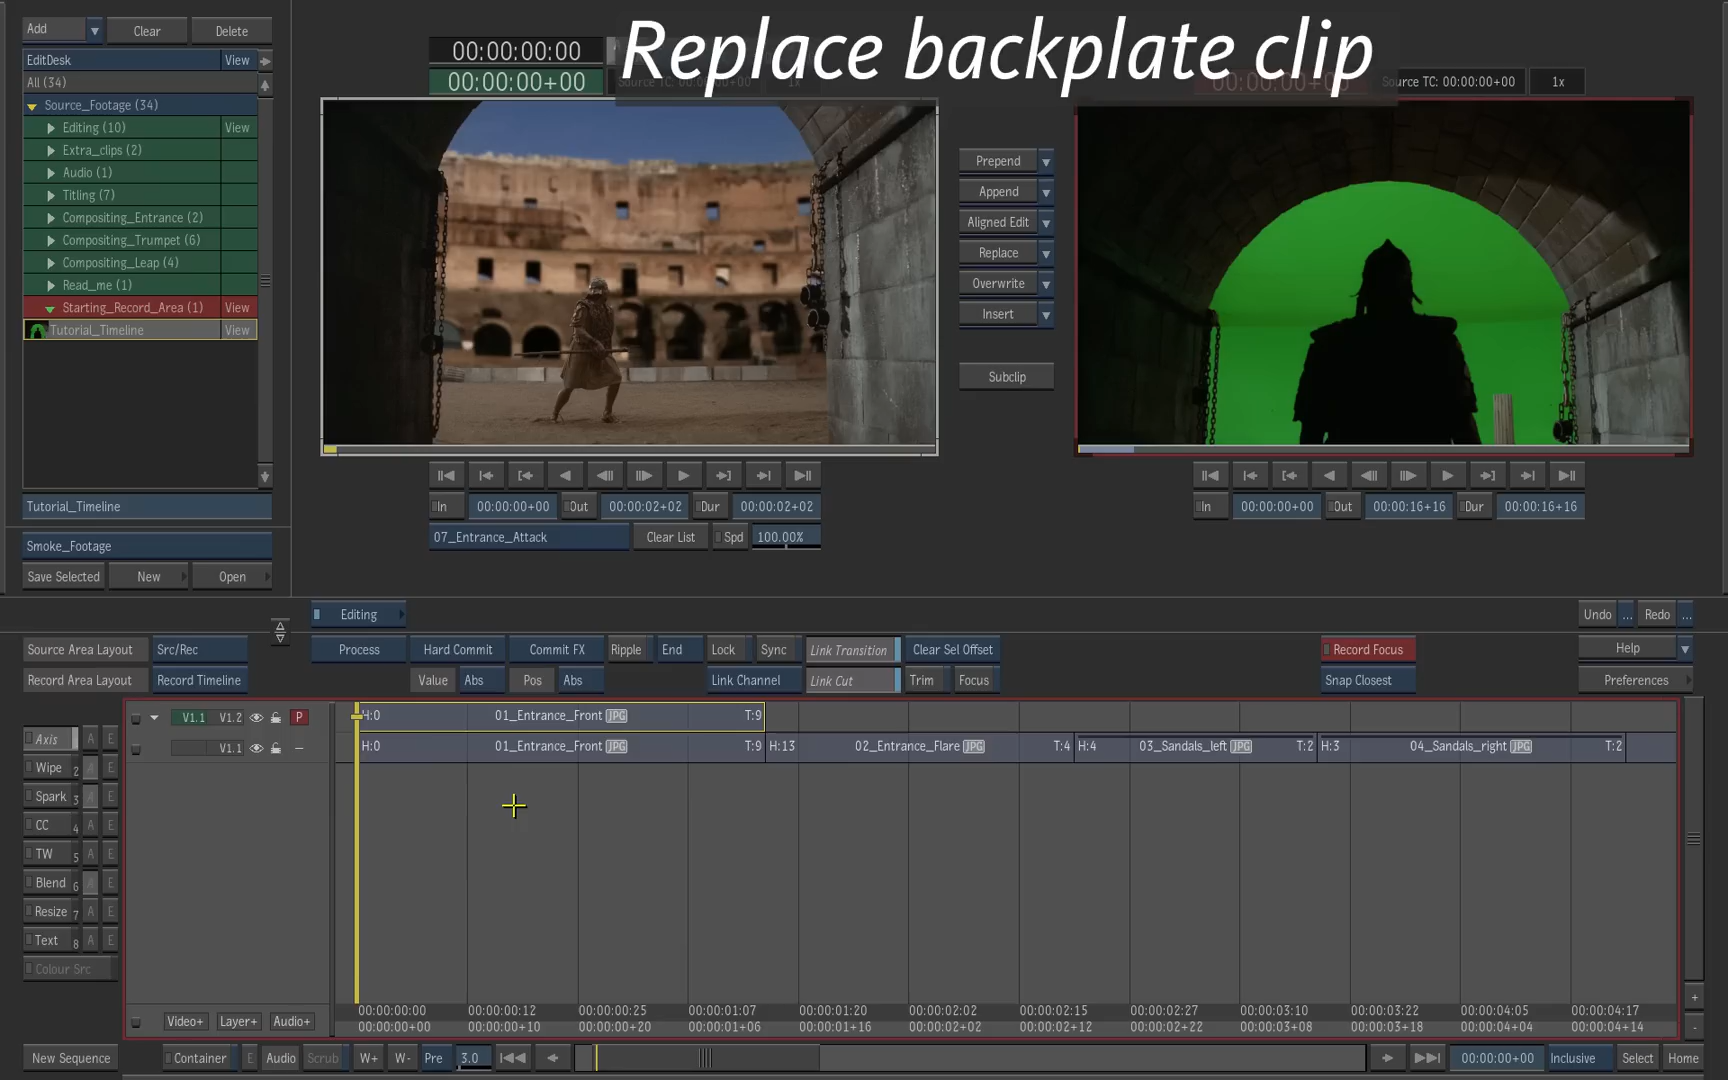 Replace backplate clip
Add
Clear
Delete
EditDesk View
All (34)
Source_Footage (34)
Editing (10) View
Extra_clips (2)
Audio (1)
Titling (7)
Compositing_Entrance (2)
Compositing_Trumpet (6)
Compositing_Leap (4)
Read_me (1)
Starting_Record_Area (1) View
Tutorial_Timeline View
Tutorial_Timeline
Smoke_Footage
Save Selected New Open
00:00:00:00
00:00:00+00
Source TC: 00:00:00+00 1x
00:00:00+00 Source TC: 00:00:00+00 1x
Prepend
Append
Aligned Edit
Replace
Overwrite
Insert
Subclip
In 00:00:00+00 Out 00:00:02+02 Dur 00:00:02+02
07_Entrance_Attack Clear List Spd 100.00%
In 00:00:00+00 Out 00:00:16+16 Dur 00:00:16+16
Editing Undo ... Redo ...
Source Area Layout Src/Rec Process Hard Commit Commit FX Ripple End Lock Sync Link Transition Clear Sel Offset Record Focus Help
Record Area Layout Record Timeline Value Abs Pos Abs Link Channel Link Cut Trim Focus Snap Closest Preferences
V1.1 V1.2 P H:0 01_Entrance_Front JPG T:9
V1.1 H:0 01_Entrance_Front JPG T:9 H:13 02_Entrance_Flare JPG T:4 H:4 03_Sandals_left JPG T:2 H:3 04_Sandals_right JPG T:2
Axis A E
Wipe 2 A E
Spark 3 A E
CC 4 A E
TW 5 A E
Blend 6 A E
Resize 7 A E
Text 8 A E
Colour Src
00:00:00:00 00:00:00:12 00:00:00:25 00:00:01:07 00:00:01:20 00:00:02:02 00:00:02:15 00:00:02:27 00:00:03:10 00:00:03:22 00:00:04:05 00:00:04:17
00:00:00+00 00:00:00+10 00:00:00+20 00:00:01+06 00:00:01+16 00:00:02+02 00:00:02+12 00:00:02+22 00:00:03+08 00:00:03+18 00:00:04+04 00:00:04+14
Video+ Layer+ Audio+
+
-
New Sequence Container E Audio Scrub W+ W- Pre 3.0 00:00:00+00 Inclusive Select Home